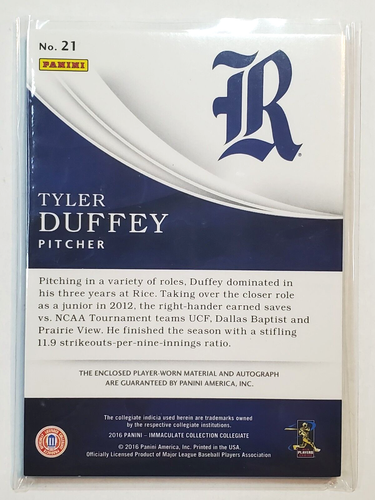 No. 21
PANINI
R
TYLER
DUFFEY
PITCHER
Pitching in a variety of roles, Duffey dominated in
his three years at Rice. Taking over the closer role
as a junior in 2012, the right-hander earned saves
vs. NCAA Tournament teams UCF, Dallas Baptist and
Prairie View. He finished the season with a stifling
11.9 strikeouts-per-nine-innings ratio.
THE ENCLOSED PLAYER-WORN MATERIAL AND AUTOGRAPH
ARE GUARANTEED BY PANINI AMERICA, INC.
The collegiate indicia used herein are trademarks owned
by the respective collegiate institutions.
2016 PANINI - IMMACULATE COLLECTION COLLEGIATE
© 2016 Panini America, Inc. Printed in the USA.
Officially Licensed Product of Major League Baseball Players Association
PLAYERS